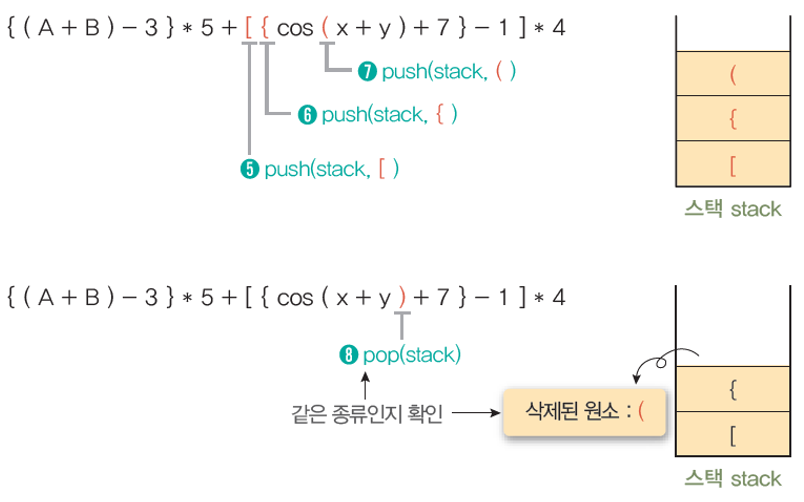 { ( A + B ) − 3 } * 5 + [ { cos ( x + y ) + 7 } − 1 ] * 4
❼ push(stack, ( )
❻ push(stack, { )
❺ push(stack, [ )
(
{
[
스택 stack
{ ( A + B ) − 3 } * 5 + [ { cos ( x + y ) + 7 } − 1 ] * 4
❽ pop(stack)
같은 종류인지 확인
삭제된 원소 : (
{
[
스택 stack